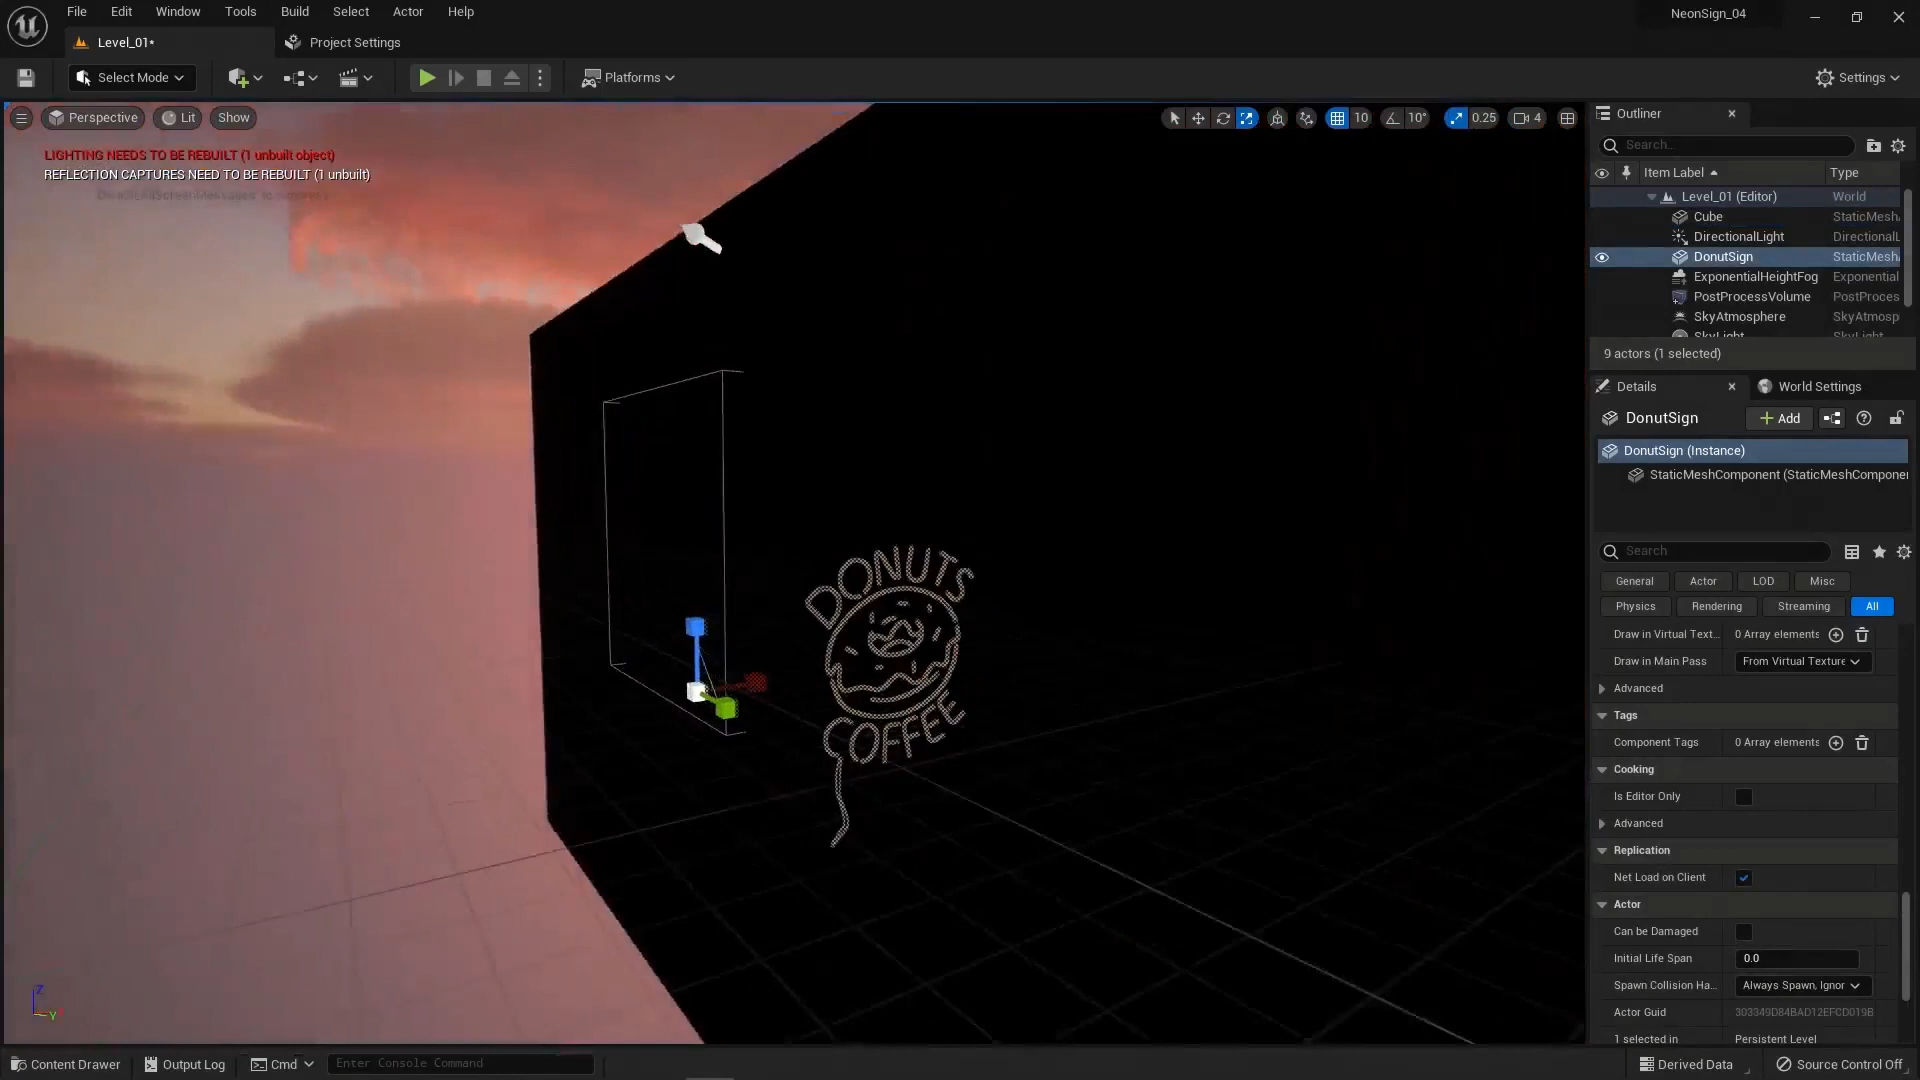 File Edit Window Tools Build Select Actor Help
NeonSign_04
Level_01*
Project Settings
Select Mode
Platforms
Settings
Perspective
Lit
Show
10
10°
0.25
4
LIGHTING NEEDS TO BE REBUILT (1 unbuilt object)
REFLECTION CAPTURES NEED TO BE REBUILT (1 unbuilt)
DONUTS
COFFEE
Z
Y
Outliner
Search...
Item Label
Type
Level_01 (Editor) World
Cube StaticMesh
DirectionalLight DirectionalL
DonutSign StaticMesh
ExponentialHeightFog Exponential
PostProcessVolume PostProces
SkyAtmosphere SkyAtmosp
SkyLight SkyLight
9 actors (1 selected)
Details
World Settings
DonutSign
Add
DonutSign (Instance)
StaticMeshComponent (StaticMeshComponen
Search
General Actor LOD Misc
Physics Rendering Streaming All
Draw in Virtual Text... 0 Array elements
Draw in Main Pass From Virtual Texture
Advanced
Tags
Component Tags 0 Array elements
Cooking
Is Editor Only
Advanced
Replication
Net Load on Client
Actor
Can be Damaged
Initial Life Span 0.0
Spawn Collision Ha... Always Spawn, Ignor
Actor Guid 303349D84BAD12EFCD019B
1 selected in Persistent Level
Content Drawer
Output Log
Cmd
Enter Console Command
Derived Data
Source Control Off